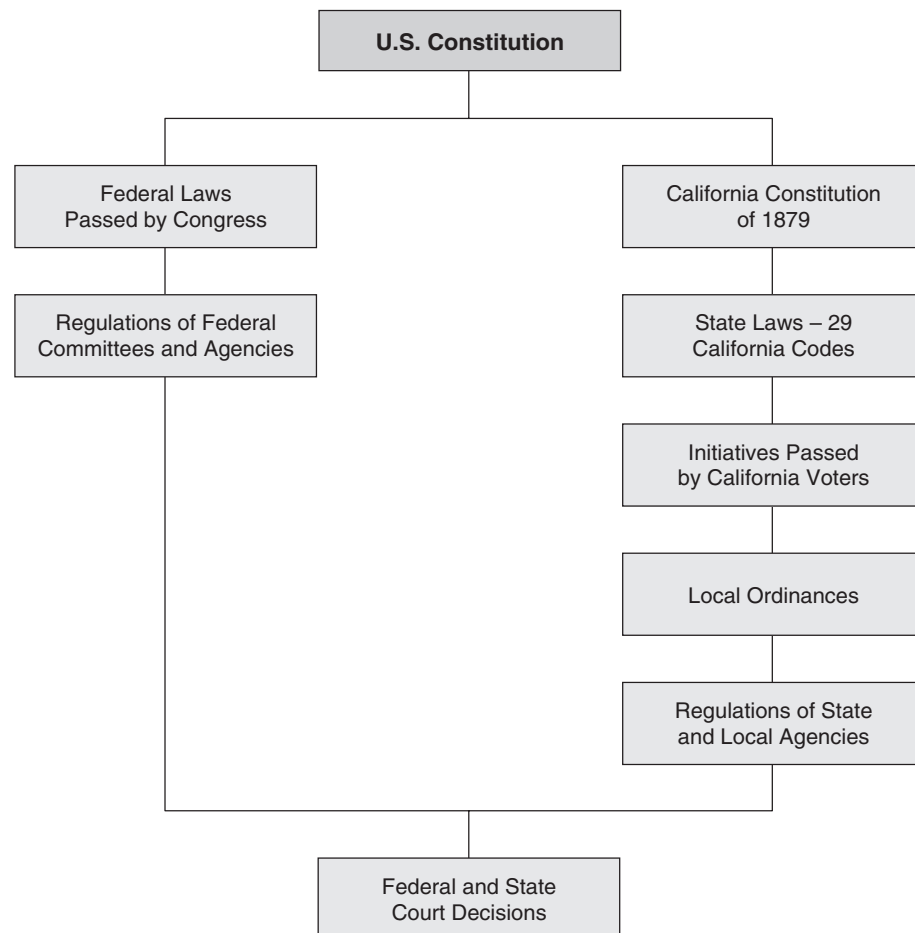 U.S. Constitution
Federal Laws
Passed by Congress
California Constitution
of 1879
Regulations of Federal
Committees and Agencies
State Laws – 29
California Codes
Initiatives Passed
by California Voters
Local Ordinances
Regulations of State
and Local Agencies
Federal and State
Court Decisions